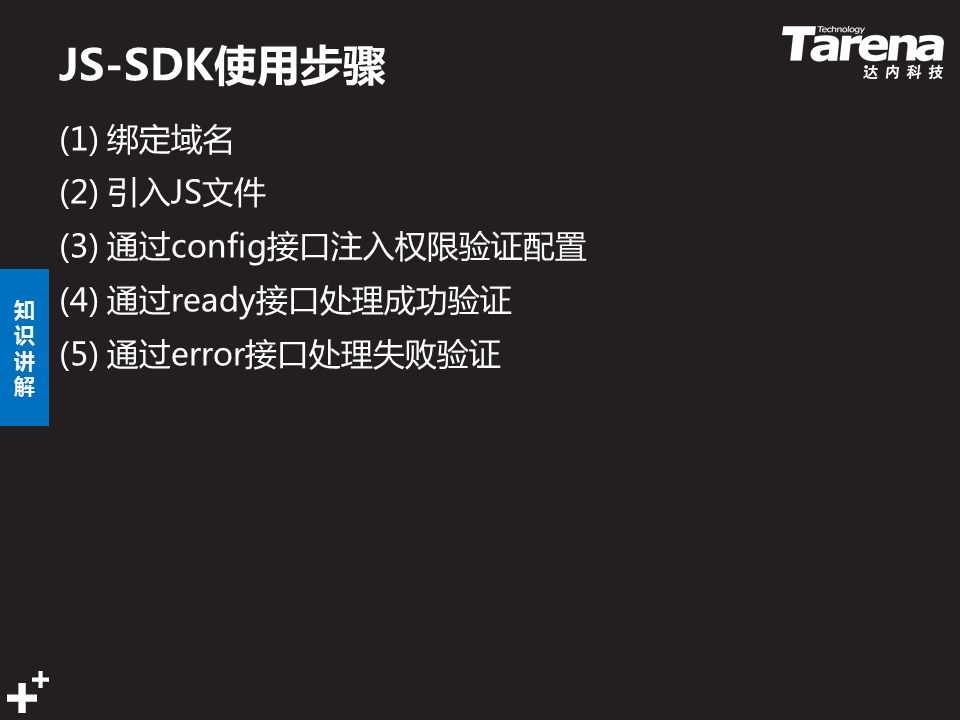 JS-SDK使用步骤
Technology
Tarena
达内科技
(1) 绑定域名
(2) 引入JS文件
(3) 通过config接口注入权限验证配置
(4) 通过ready接口处理成功验证
(5) 通过error接口处理失败验证
知
识
讲
解